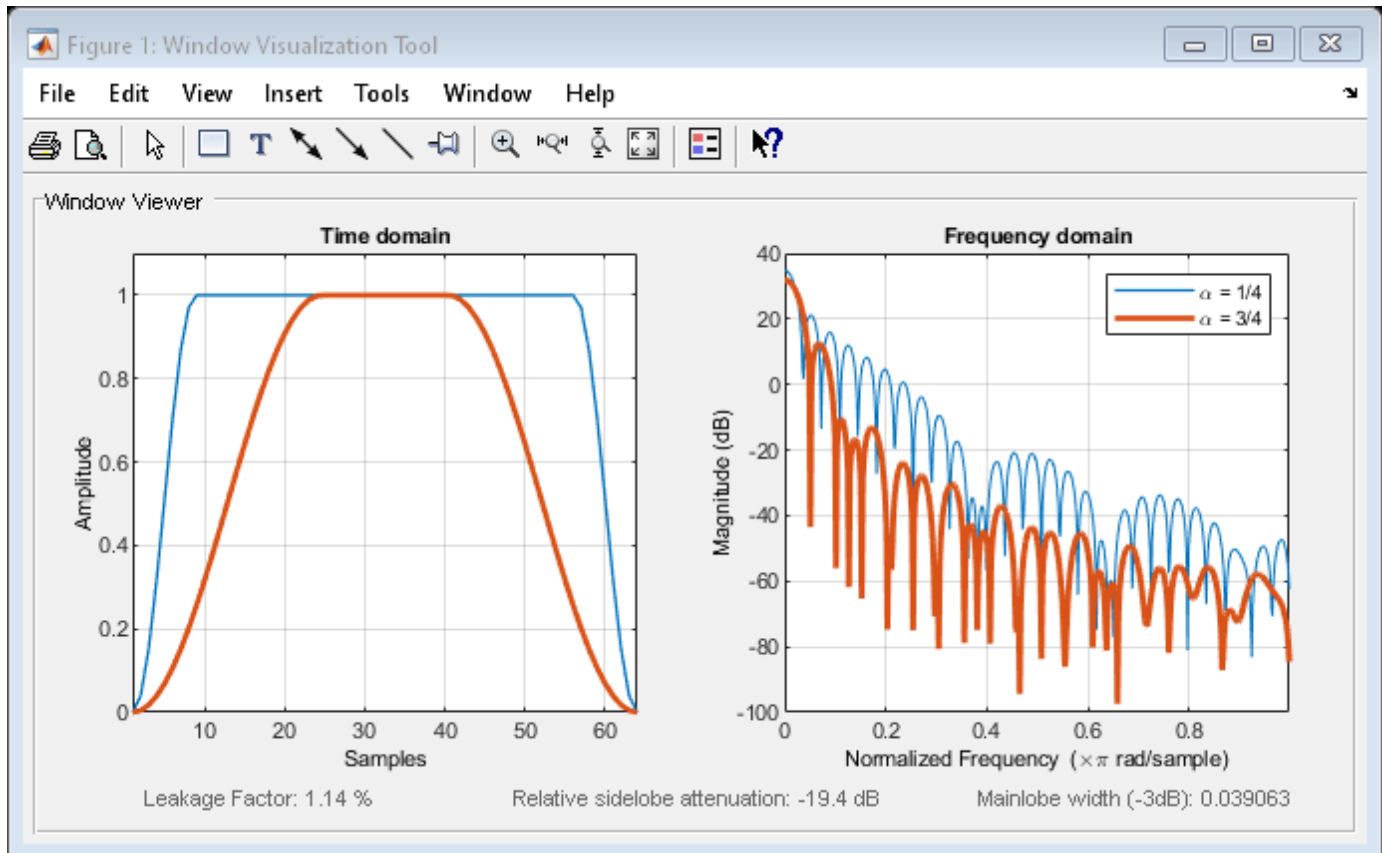 Figure 1: Window Visualization Tool
File Edit View Insert Tools Window Help
T ?
Window Viewer
Time domain
Amplitude
1
0.8
0.6
0.4
0.2
0
10 20 30 40 50 60
Samples
Frequency domain
Magnitude (dB)
40
20
0
-20
-40
-60
-80
-100
α = 1/4
α = 3/4
0 0.2 0.4 0.6 0.8
Normalized Frequency (×π rad/sample)
Leakage Factor: 1.14 % Relative sidelobe attenuation: -19.4 dB Mainlobe width (-3dB): 0.039063